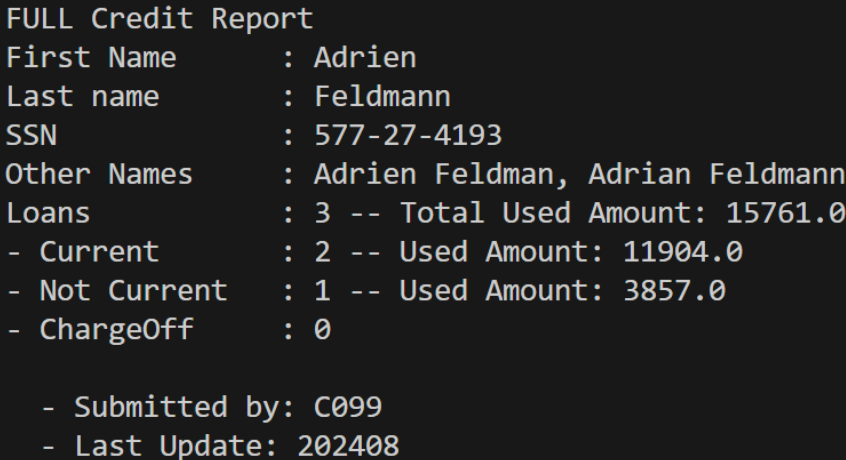 FULL Credit Report
First Name : Adrien
Last name : Feldmann
SSN : 577-27-4193
Other Names : Adrien Feldman, Adrian Feldmann
Loans : 3 -- Total Used Amount: 15761.0
- Current : 2 -- Used Amount: 11904.0
- Not Current : 1 -- Used Amount: 3857.0
- ChargeOff : 0
- Submitted by: C099
- Last Update: 202408